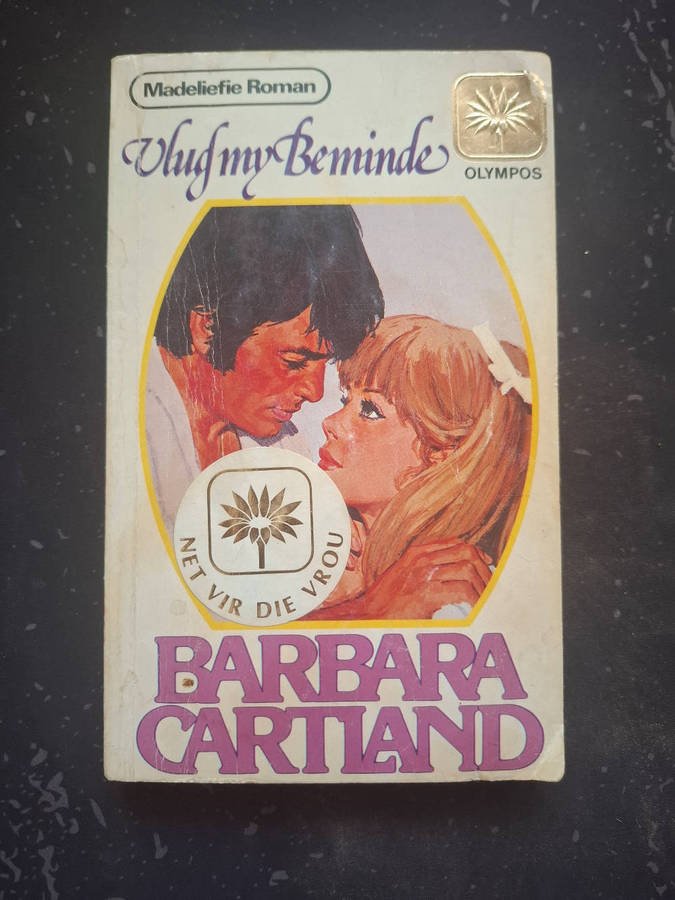 Madeliefie Roman
Vlug my Beminde
OLYMPOS
NET VIR DIE VROU
BARBARA
CARTLAND